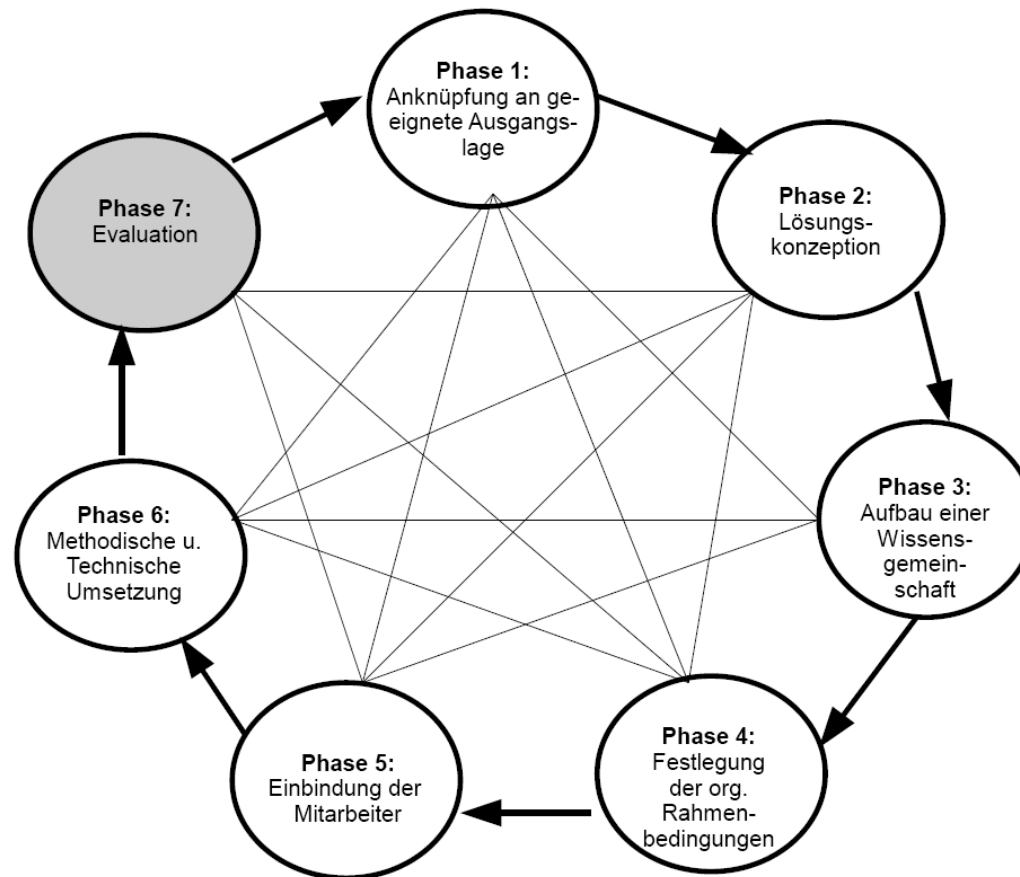 Phase 1:
Anknüpfung an ge-
eignete Ausgangs-
lage
Phase 2:
Lösungs-
konzeption
Phase 3:
Aufbau einer
Wissens-
gemein-
schaft
Phase 4:
Festlegung
der org.
Rahmen-
bedingungen
Phase 5:
Einbindung der
Mitarbeiter
Phase 6:
Methodische u.
Technische
Umsetzung
Phase 7:
Evaluation